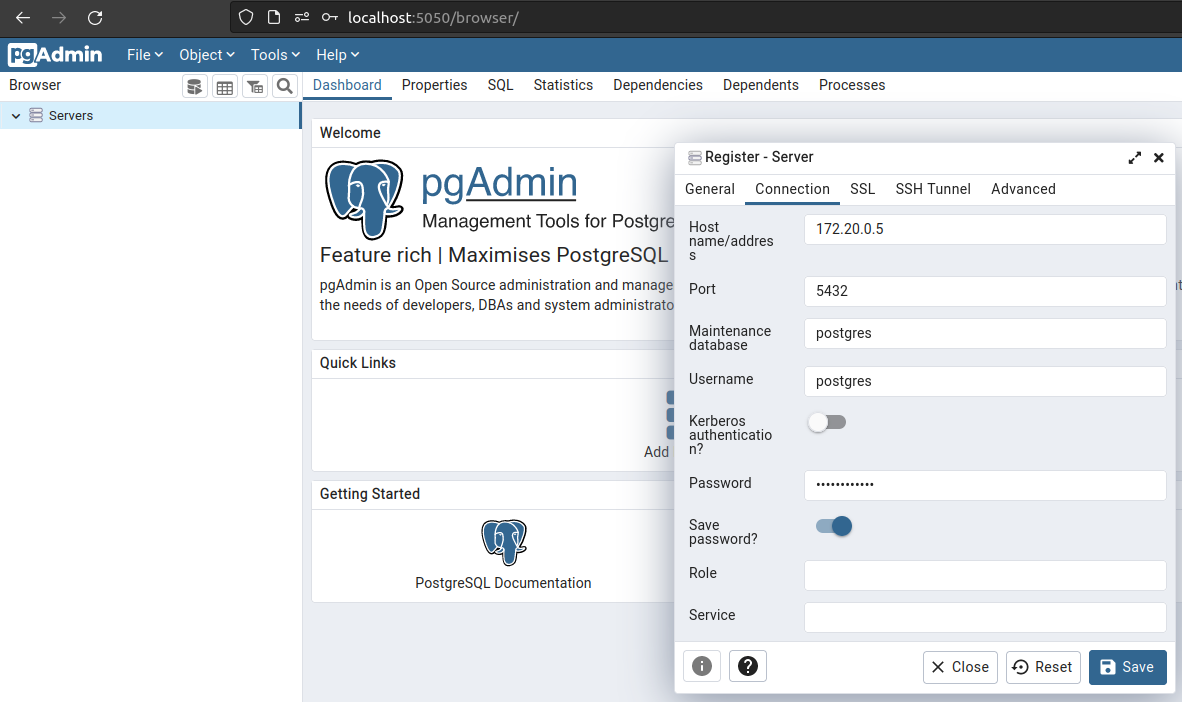 localhost:5050/browser/
pgAdmin File Object Tools Help
Browser
Dashboard Properties SQL Statistics Dependencies Dependents Processes
Servers
Welcome
pgAdmin
Management Tools for Postgre
Feature rich | Maximises PostgreSQL
pgAdmin is an Open Source administration and manage
the needs of developers, DBAs and system administrato
Quick Links
Add
Getting Started
PostgreSQL Documentation
Register - Server
General Connection SSL SSH Tunnel Advanced
Host
name/addres
s
172.20.0.5
Port
5432
Maintenance
database
postgres
Username
postgres
Kerberos
authenticatio
n?
Password
••••••••••••
Save
password?
Role
Service
Close Reset Save